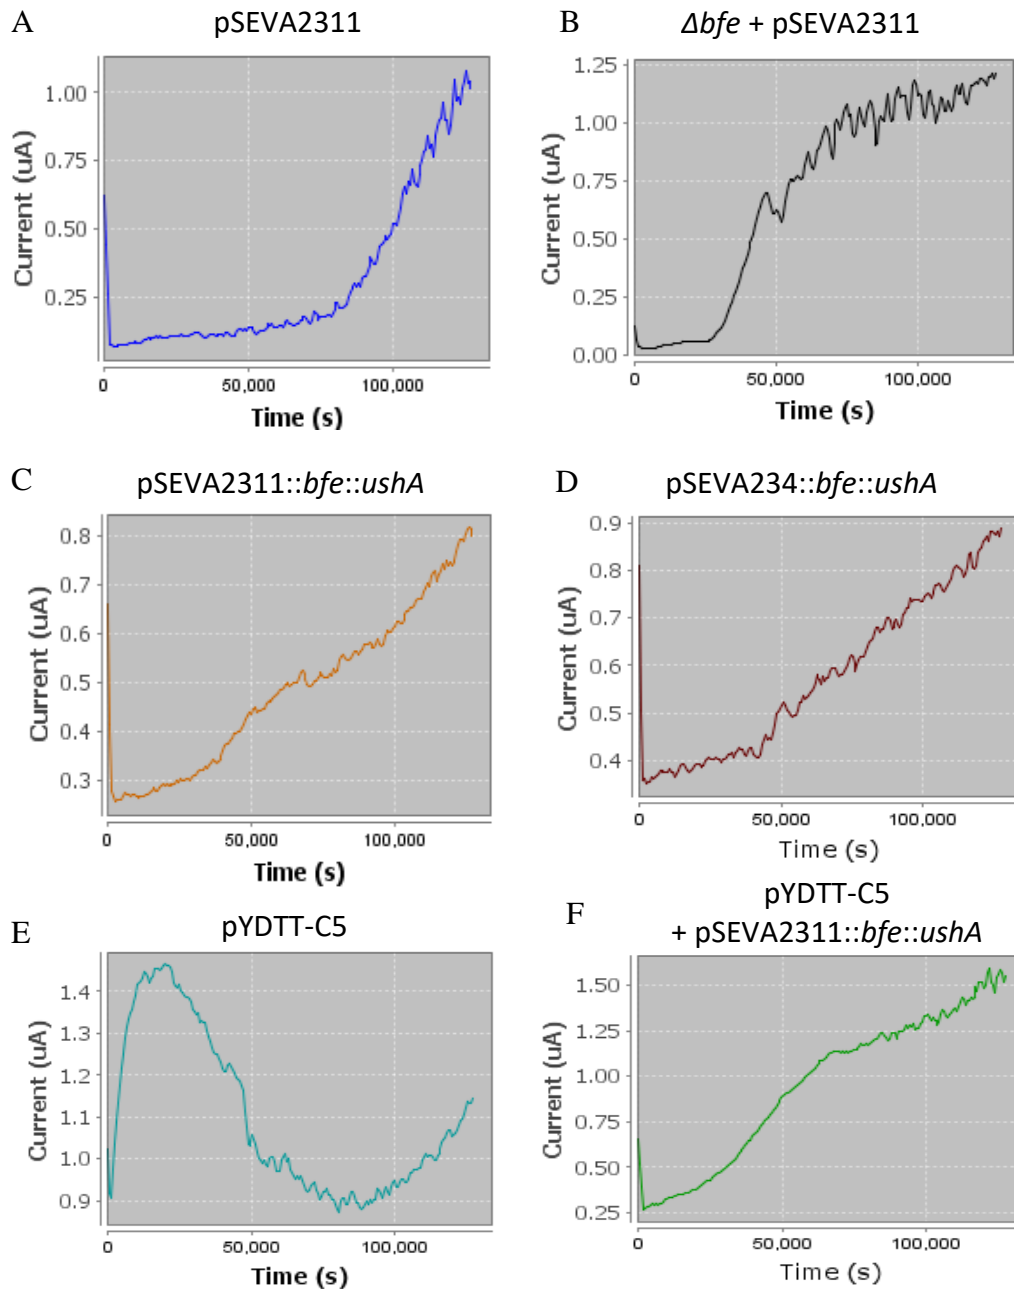 A
pSEVA2311
Current (uA)
1.00
0.75
0.50
0.25
0
50,000
100,000
Time (s)
B
Δbfe + pSEVA2311
Current (uA)
1.25
1.00
0.75
0.50
0.25
0.00
0
50,000
100,000
Time (s)
C
pSEVA2311::bfe::ushA
Current (uA)
0.8
0.7
0.6
0.5
0.4
0.3
0
50,000
100,000
Time (s)
D
pSEVA234::bfe::ushA
Current (uA)
0.9
0.8
0.7
0.6
0.5
0.4
0
50,000
100,000
Time (s)
E
pYDTT-C5
Current (uA)
1.4
1.3
1.2
1.1
1.0
0.9
0
50,000
100,000
Time (s)
F
pYDTT-C5
+ pSEVA2311::bfe::ushA
Current (uA)
1.50
1.25
1.00
0.75
0.50
0.25
0
50,000
100,000
Time (s)